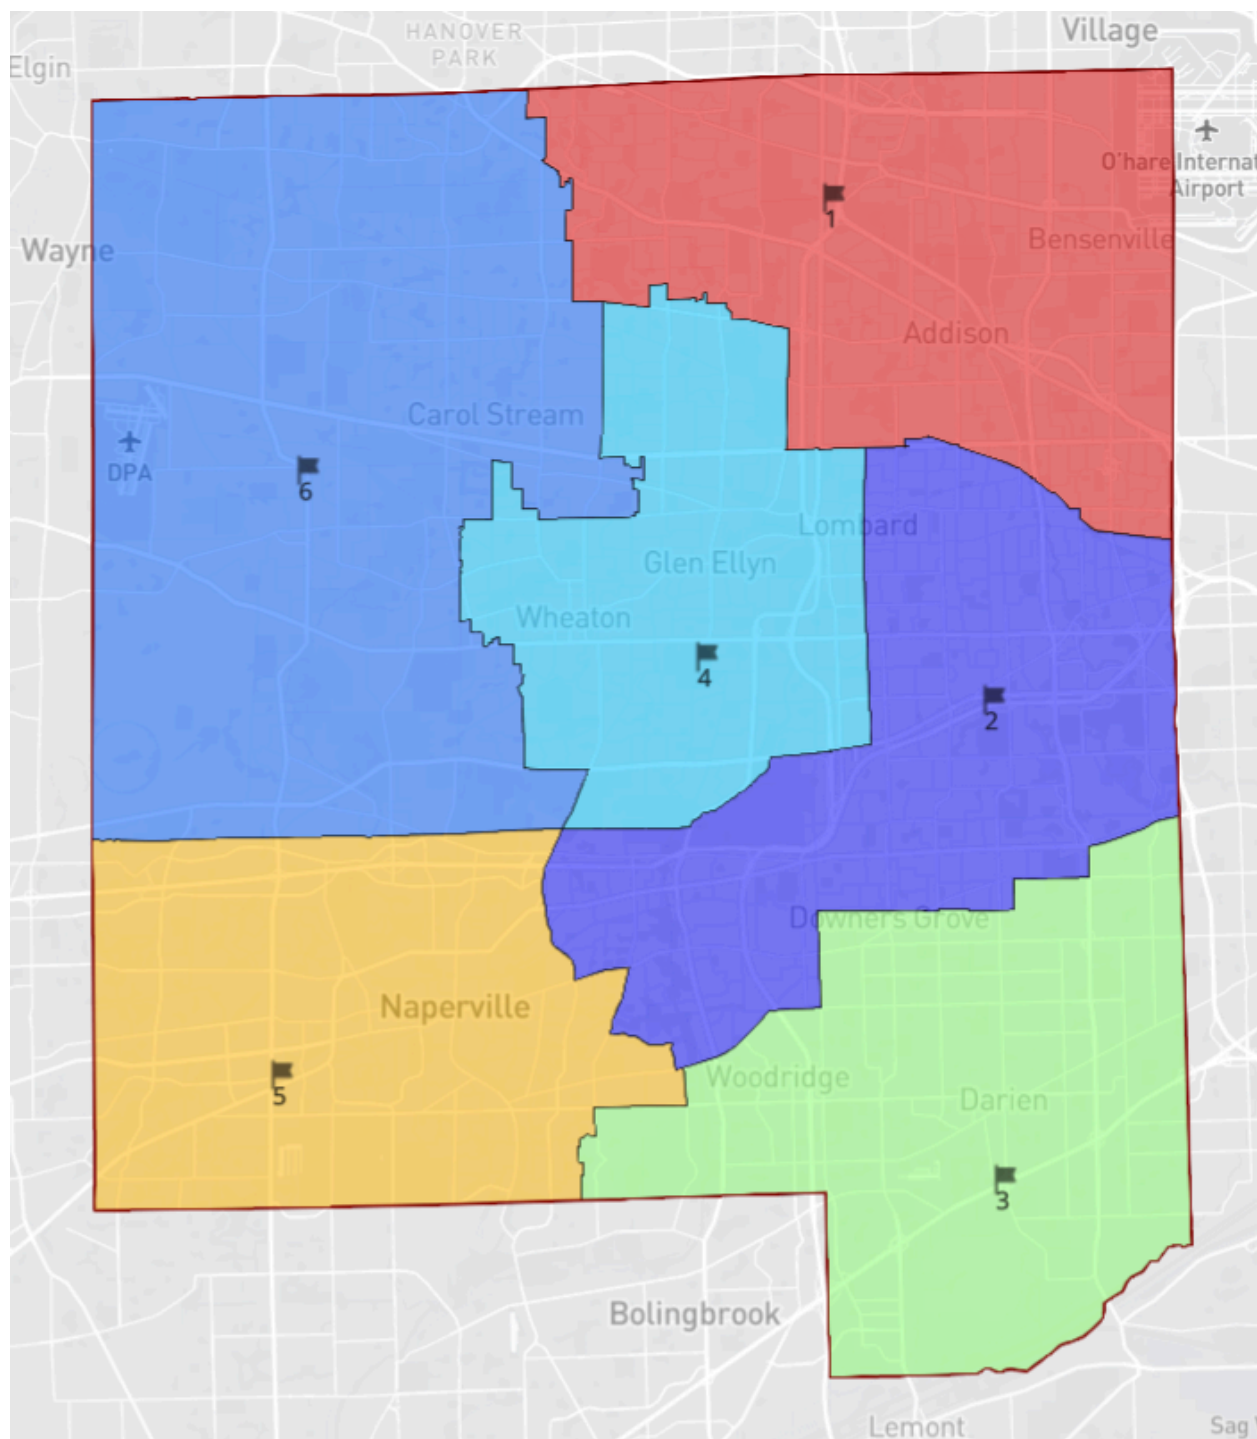 Village
HANOVER
PARK
Elgin
O'hare Internat
Airport
1
Bensenville
Wayne
Addison
Carol Stream
DPA
6
Lombard
Glen Ellyn
Wheaton
4
2
Downers Grove
Naperville
5
Woodridge
Darien
3
Bolingbrook
Lemont
Sag